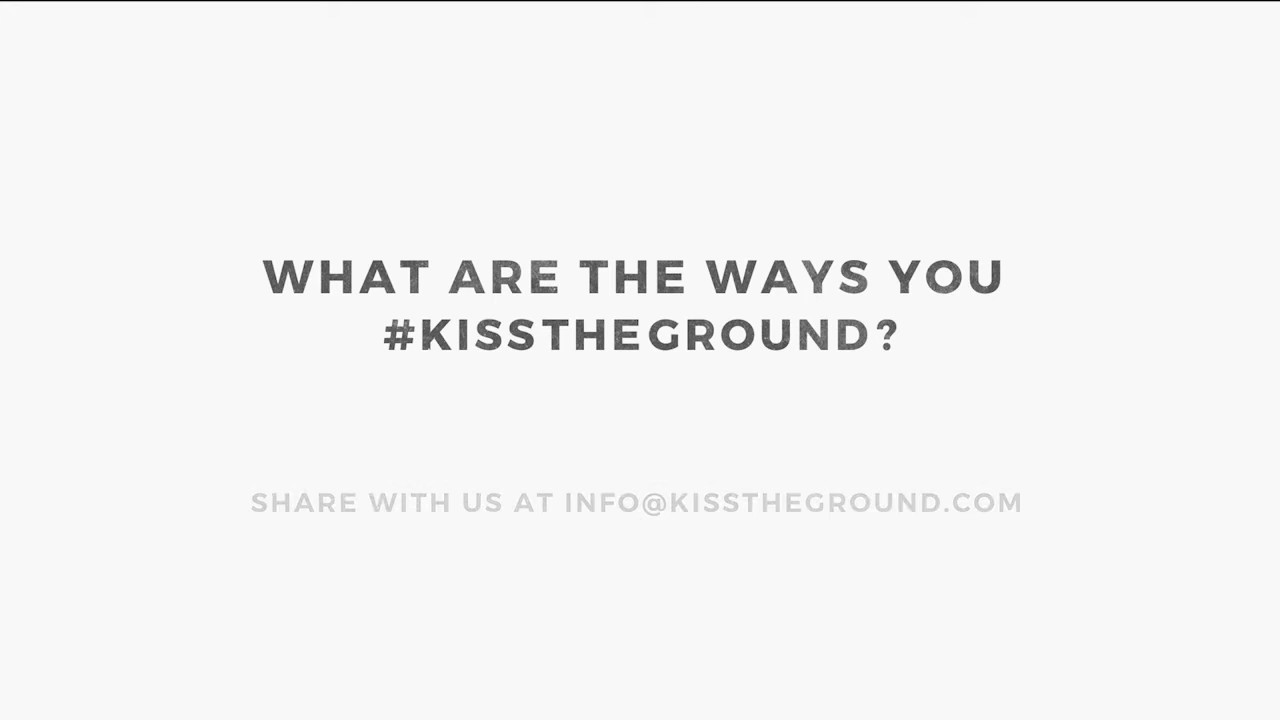 WHAT ARE THE WAYS YOU
#KISSTHEGROUND?
SHARE WITH US AT INFO@KISSTHEGROUND.COM